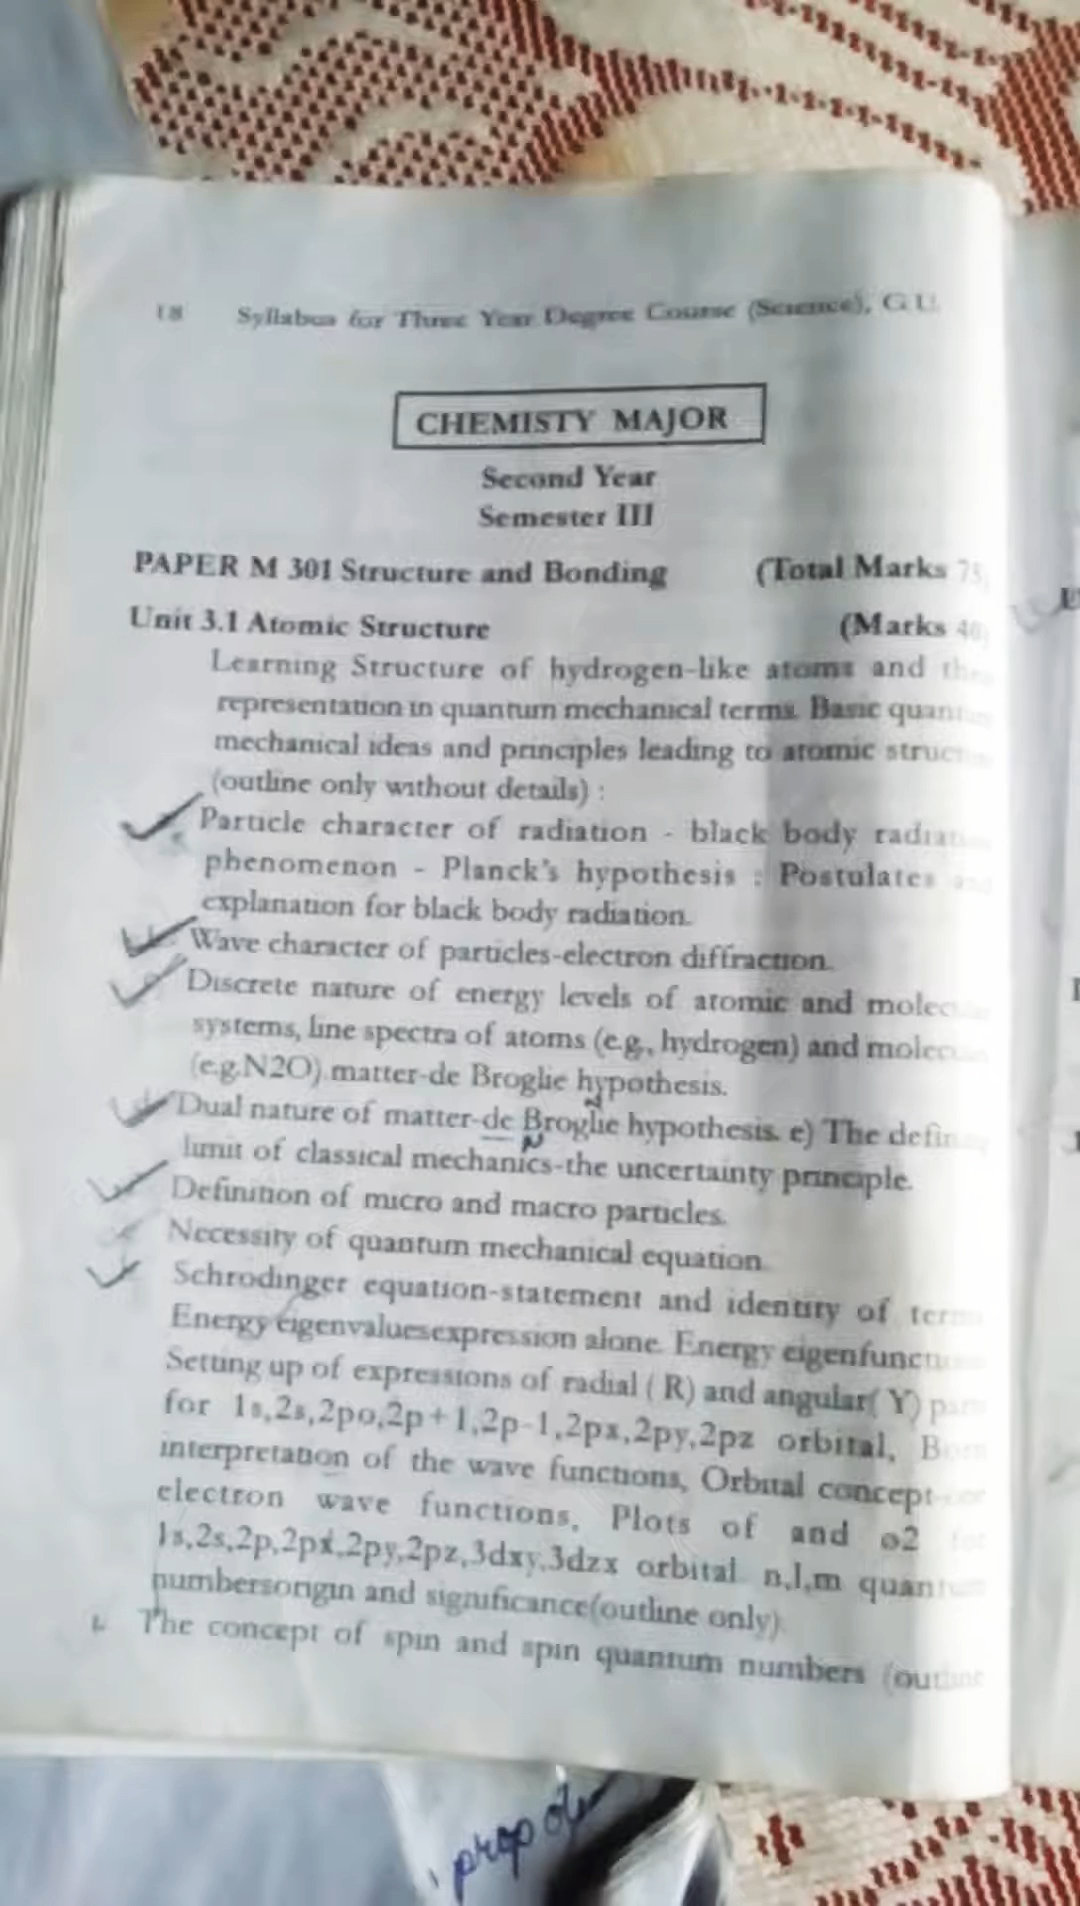 18 Syllabus for Three Year Degree Course (Science), G.U.
CHEMISTY MAJOR
Second Year
Semester III
PAPER M 301 Structure and Bonding (Total Marks 75
Unit 3.1 Atomic Structure (Marks 40)
Learning Structure of hydrogen-like atoms and
representation in quantum mechanical terms. Basic
mechanical ideas and principles leading to atomic
(outline only without details) :
Particle character of radiation - black body
phenomenon - Planck's hypothesis : Postulates and
explanation for black body radiation.
Wave character of particles-electron diffraction.
Discrete nature of energy levels of atomic and
systems, line spectra of atoms (e.g., hydrogen) and
(e.g.N2O) matter-de Broglie hypothesis.
Dual nature of matter-de Broglie hypothesis. e) The
limit of classical mechanics-the uncertainty principle.
Definition of micro and macro particles.
Necessity of quantum mechanical equation.
Schrodinger equation-statement and identity of
Energy eigenvaluesexpression alone. Energy
Setting up of expressions of radial ( R) and angular( Y)
for 1s,2s,2po,2p+1,2p-1,2px,2py,2pz orbital, Born
interpretation of the wave functions, Orbital concept
electron wave functions, Plots of and ø2 for
1s,2s,2p,2px,2py,2pz,3dxy,3dzx orbital n,l,m quantum
numbersorigin and significance(outline only).
The concept of spin and spin quantum numbers (outline
prop of